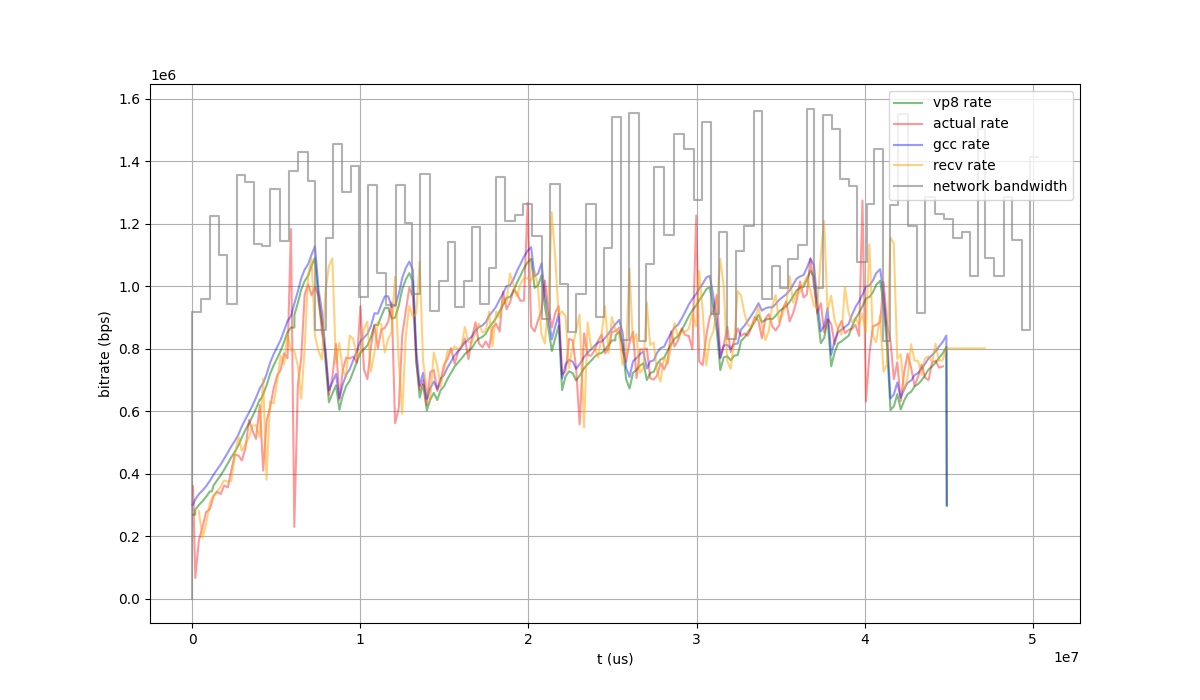 1e6
1.6
1.4
1.2
1.0
0.8
0.6
0.4
0.2
0.0
bitrate (bps)
vp8 rate
actual rate
gcc rate
recv rate
network bandwidth
0
1
2
3
4
5
t (us)
1e7